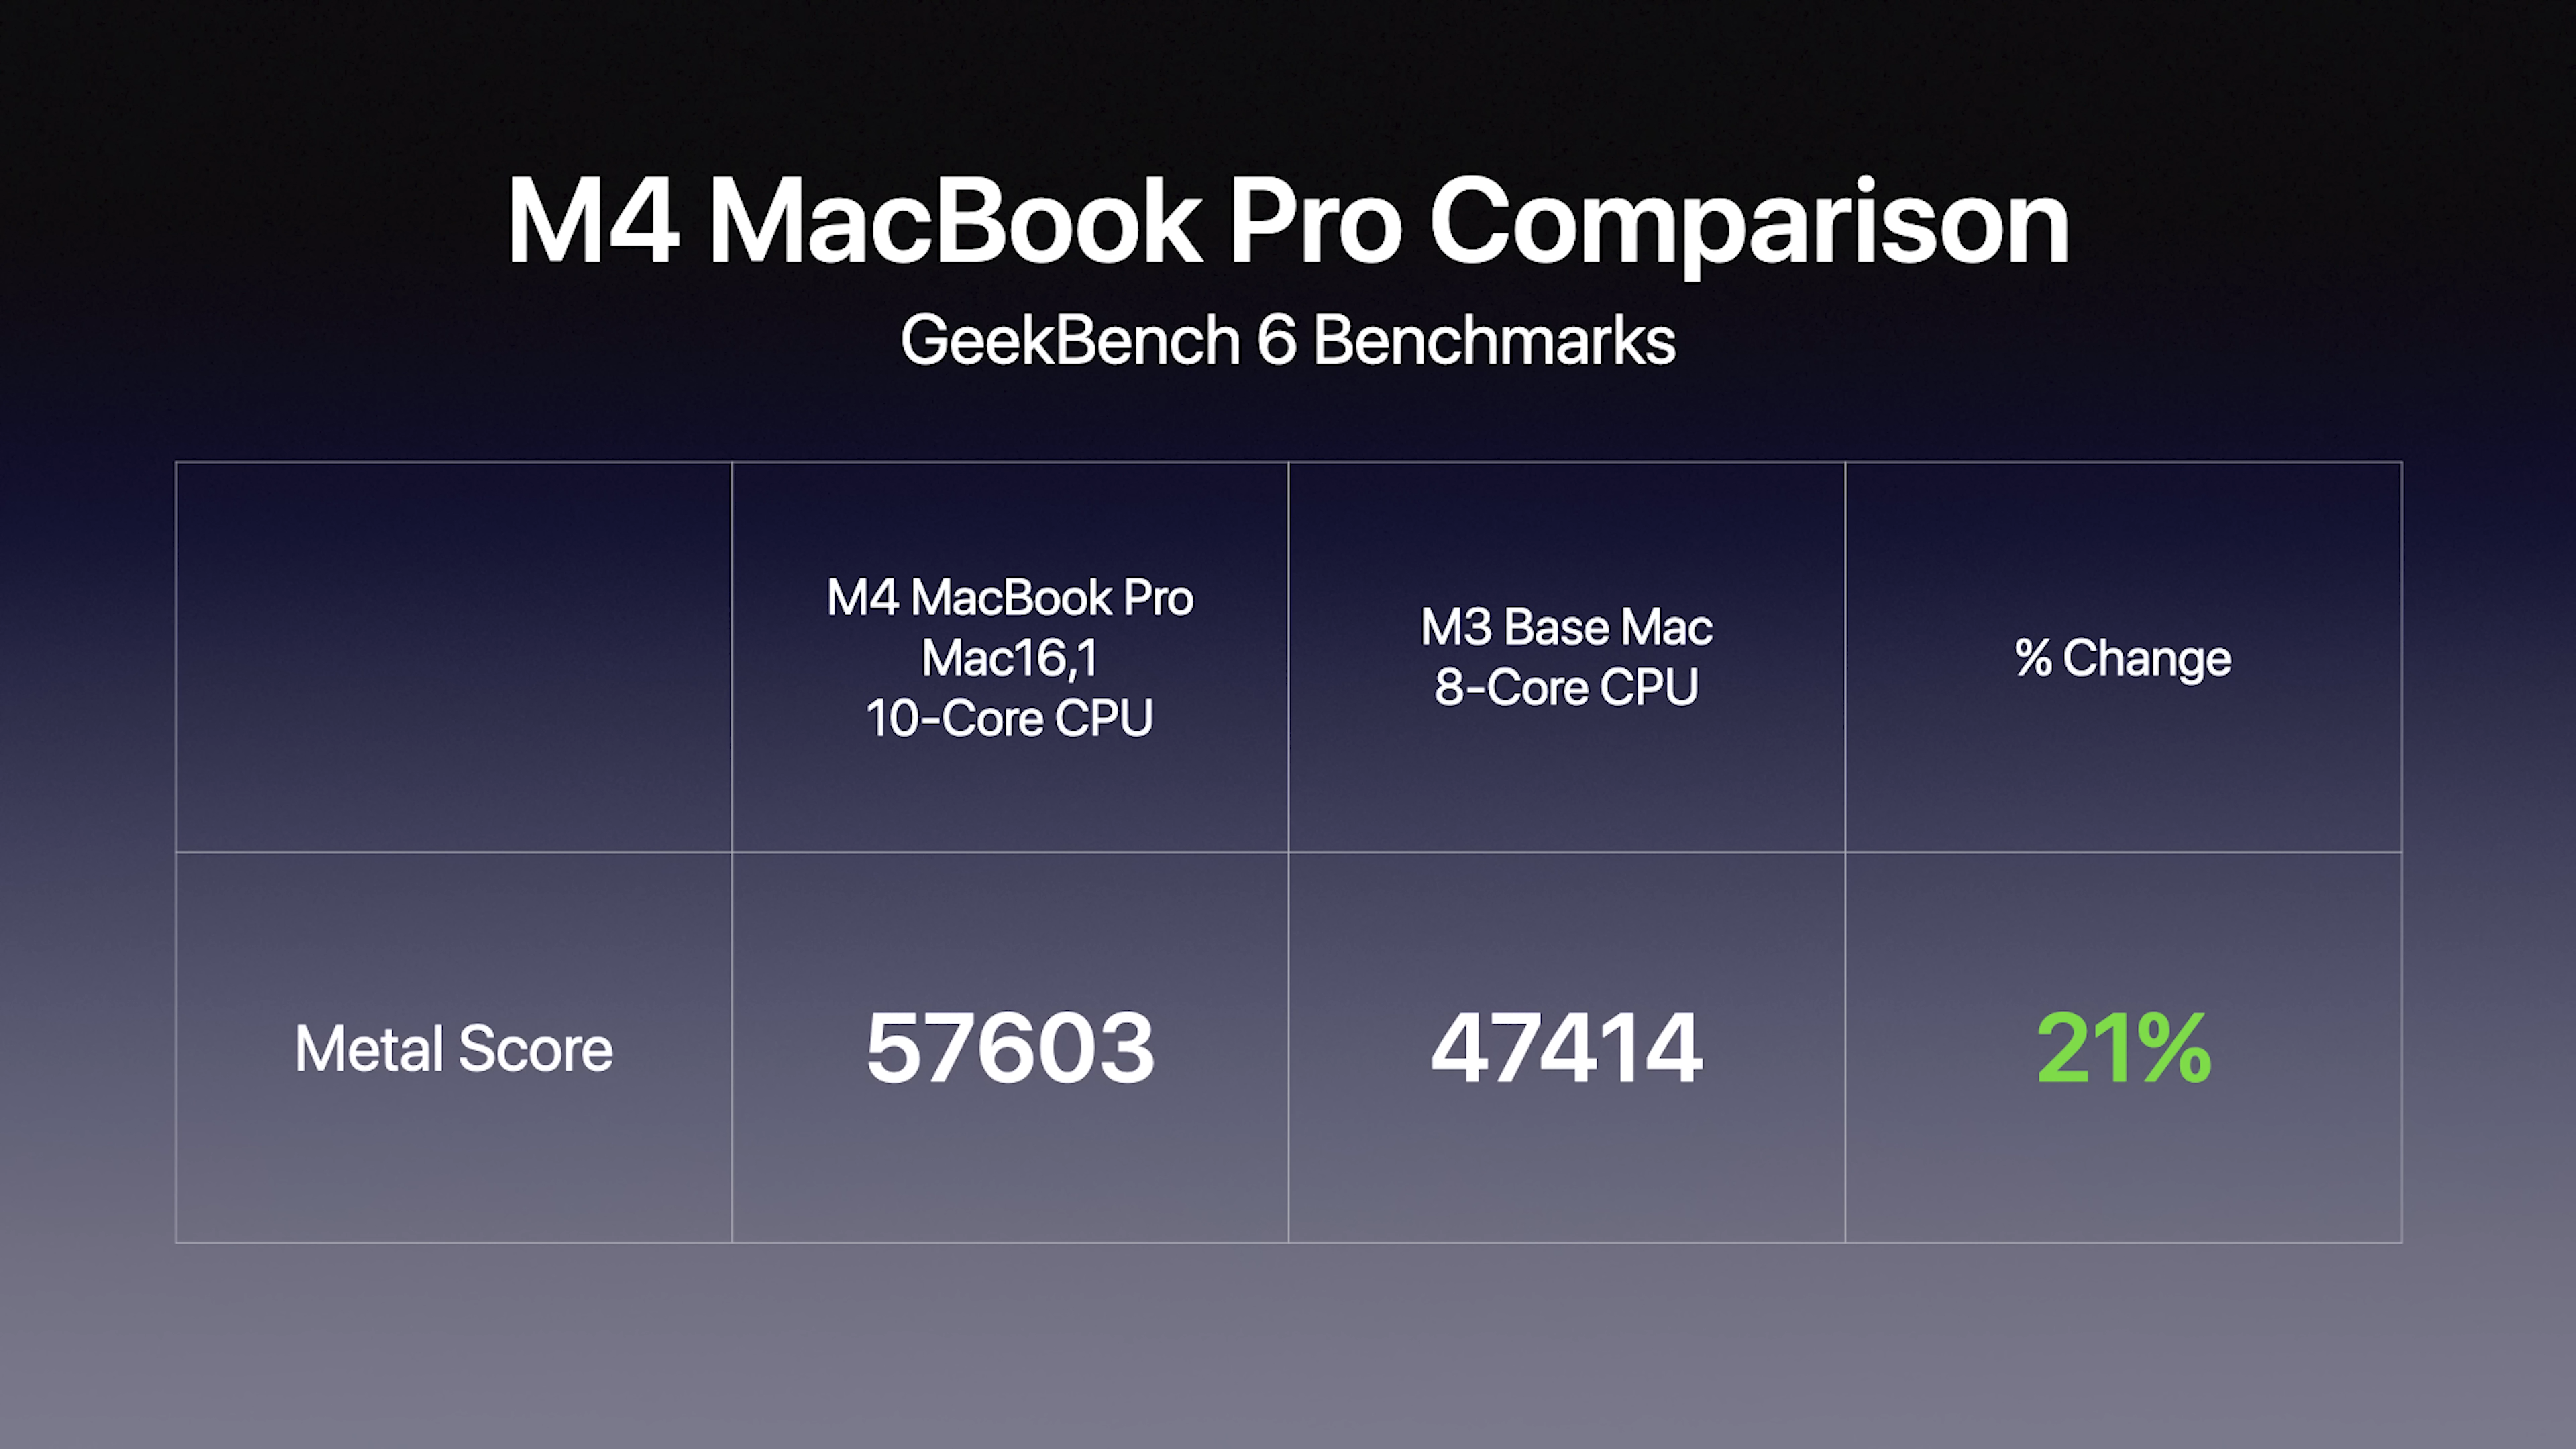 M4 MacBook Pro Comparison
GeekBench 6 Benchmarks
M4 MacBook Pro
Mac16,1
10-Core CPU
M3 Base Mac
8-Core CPU
% Change
Metal Score
57603
47414
21%